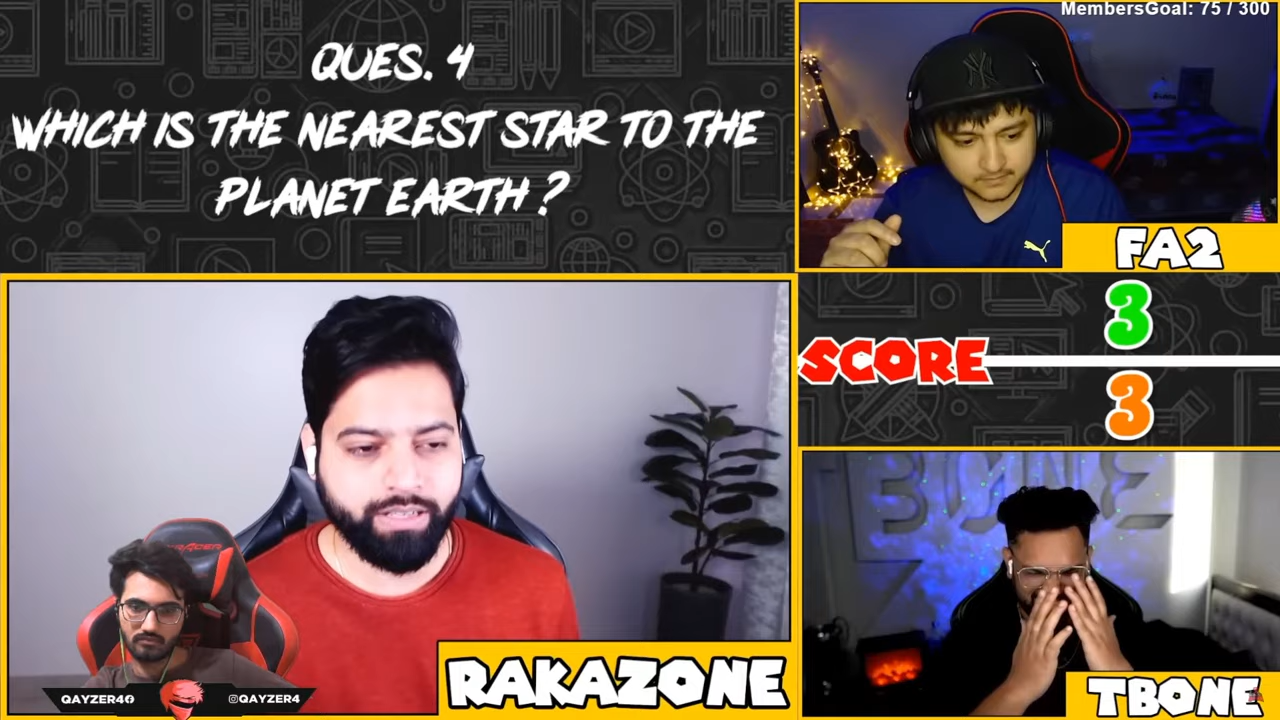 MembersGoal: 75 / 300
QUES. 4
WHICH IS THE NEAREST STAR TO THE
PLANET EARTH ?
FA2
SCORE
3
3
RAKAZONE
QAYZER4
@QAYZER4
TBONE